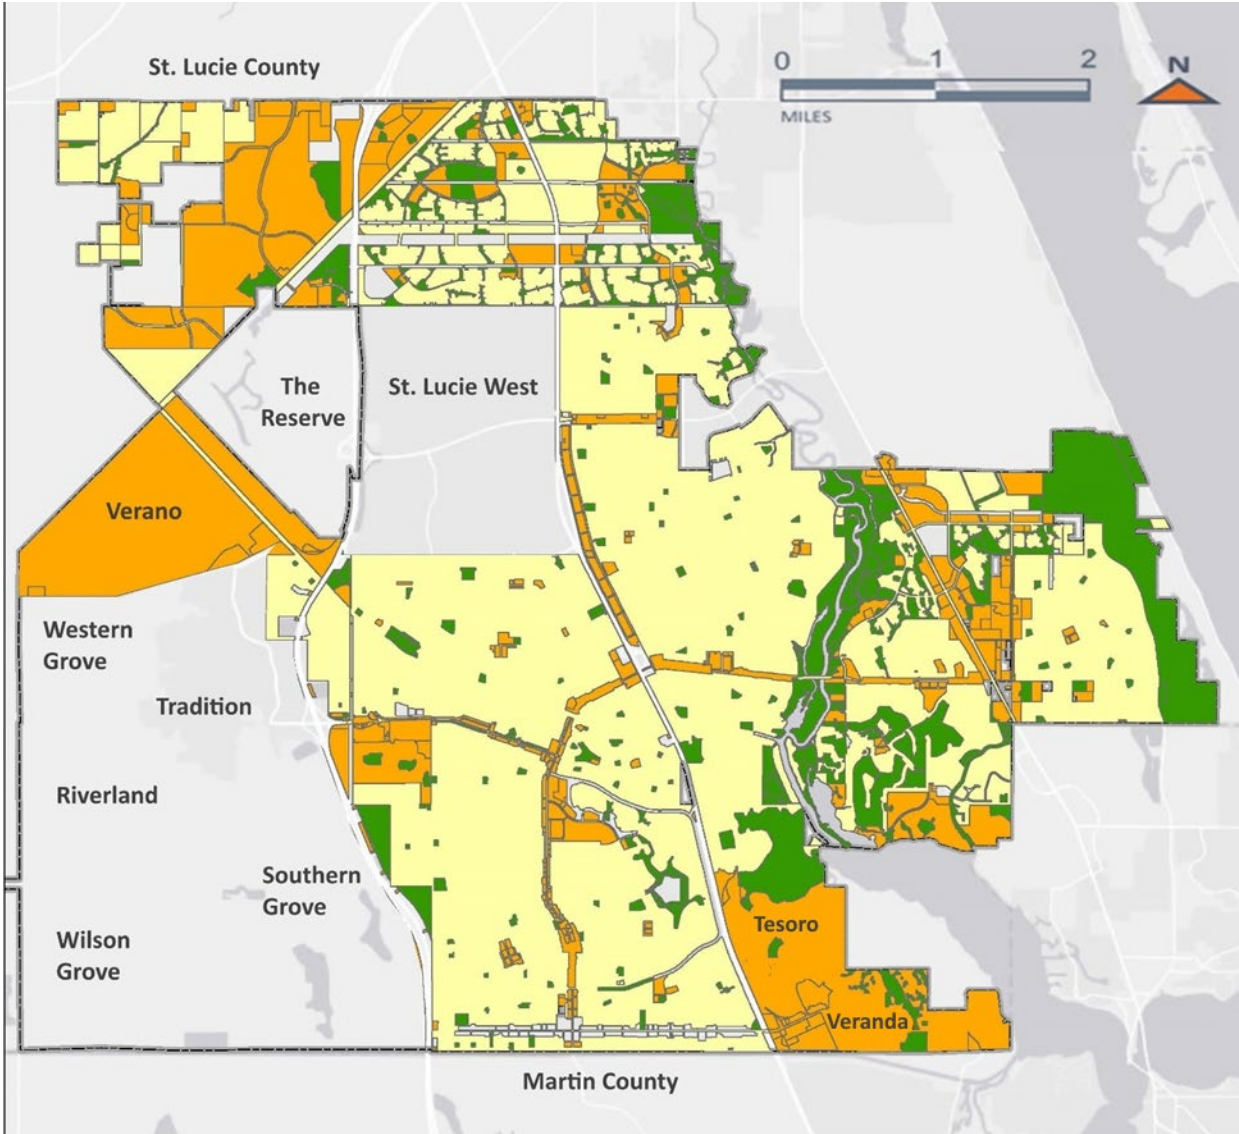 St. Lucie County
0 1 2
MILES
N
The
Reserve
St. Lucie West
Verano
Western
Grove
Tradition
Riverland
Southern
Grove
Wilson
Grove
Tesoro
Veranda
Martin County